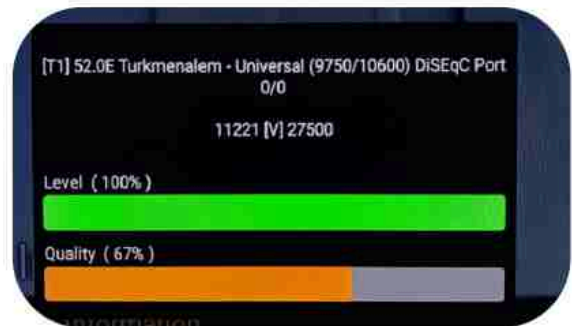 [T1] 52.0E Turkmenalem - Universal (9750/10600) DiSEqC Port
0/0
11221 [V] 27500
Level ( 100% )
Quality ( 67% )